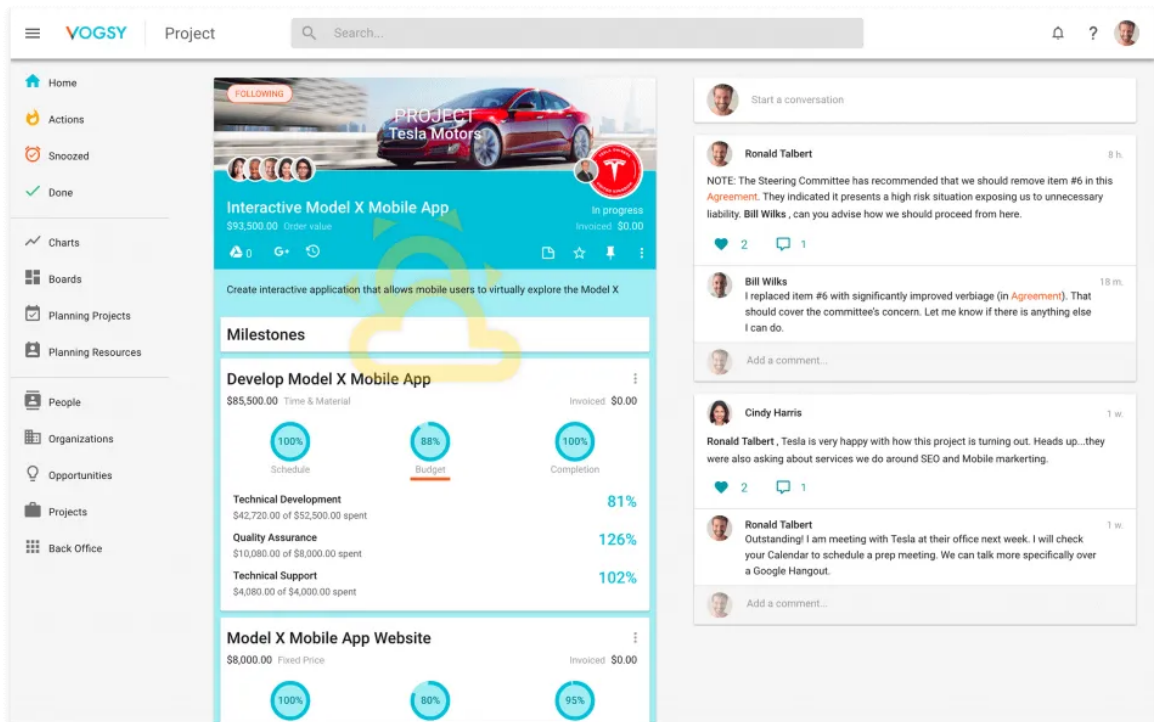 VOGSY
Project
Search...
?
Home
Actions
Snoozed
Done
Charts
Boards
Planning Projects
Planning Resources
People
Organizations
Opportunities
Projects
Back Office
FOLLOWING
PROJECT
Tesla Motors
Interactive Model X Mobile App
In progress
$93,500.00 Order value
Invoiced $0.00
0
G+
Create interactive application that allows mobile users to virtually explore the Model X
Milestones
Develop Model X Mobile App
$85,500.00 Time & Material
Invoiced $0.00
100%
88%
100%
Schedule
Budget
Completion
Technical Development
81%
$42,720.00 of $52,500.00 spent
Quality Assurance
126%
$10,080.00 of $8,000.00 spent
Technical Support
102%
$4,080.00 of $4,000.00 spent
Model X Mobile App Website
$8,000.00 Fixed Price
Invoiced $0.00
100%
80%
95%
Start a conversation
Ronald Talbert
8 h.
NOTE: The Steering Committee has recommended that we should remove item #6 in this
Agreement. They indicated it presents a high risk situation exposing us to unnecessary
liability. Bill Wilks , can you advise how we should proceed from here.
2
1
Bill Wilks
18 m.
I replaced item #6 with significantly improved verbiage (in Agreement). That
should cover the committee's concern. Let me know if there is anything else
I can do.
Add a comment...
Cindy Harris
1 w.
Ronald Talbert , Tesla is very happy with how this project is turning out. Heads up...they
were also asking about services we do around SEO and Mobile markerting.
2
1
Ronald Talbert
1 w.
Outstanding! I am meeting with Tesla at their office next week. I will check
your Calendar to schedule a prep meeting. We can talk more specifically over
a Google Hangout.
Add a comment...